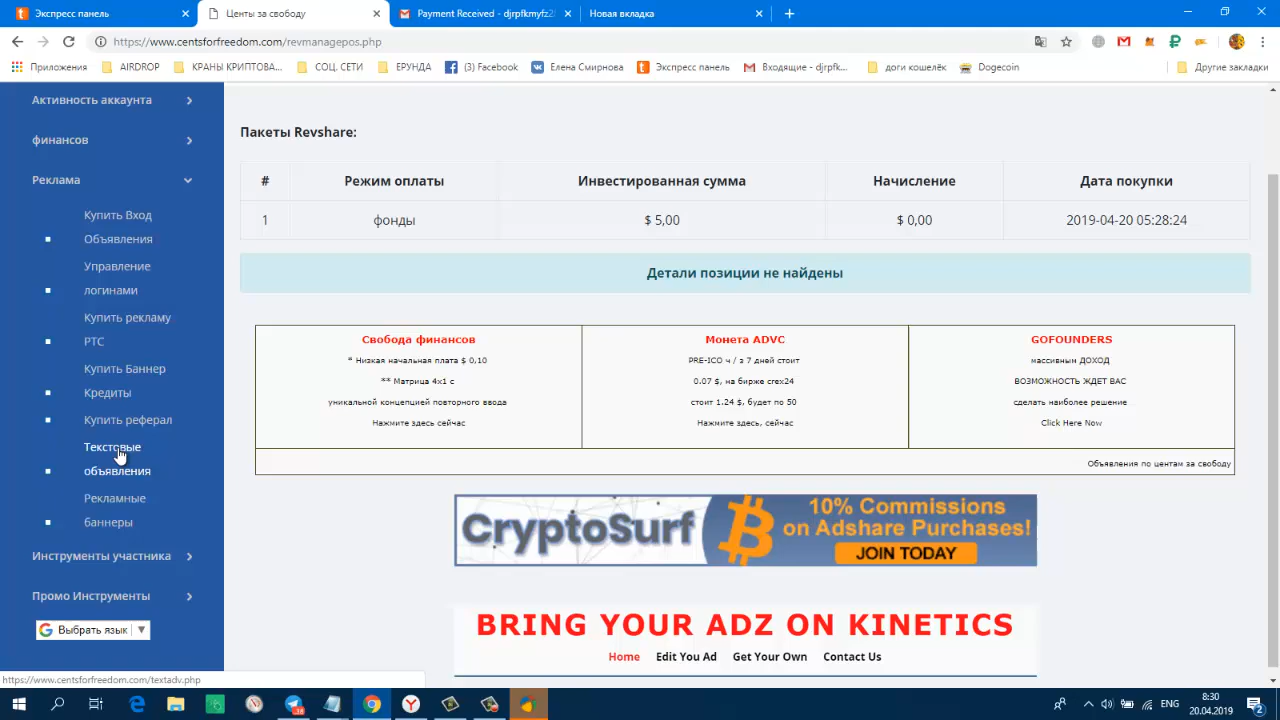 Экспресс панель
Центы за свободу
Payment Received - djrpfkmyfz2
Новая вкладка
https://www.centsforfreedom.com/revmanagepos.php
Приложения
AIRDROP
КРАНЫ КРИПТОВА...
СОЦ. СЕТИ
ЕРУНДА
(3) Facebook
Елена Смирнова
Экспресс панель
Входящие - djrpfk...
доги кошелёк
Dogecoin
Другие закладки
Активность аккаунта
финансов
Реклама
Купить Вход
Объявления
Управление
логинами
Купить рекламу
PTC
Купить Баннер
Кредиты
Купить реферал
Текстовые
объявления
Рекламные
баннеры
Инструменты участника
Промо Инструменты
G Выбрать язык ▼
Пакеты Revshare:
# Режим оплаты Инвестированная сумма Начисление Дата покупки
1 фонды $ 5,00 $ 0,00 2019-04-20 05:28:24
Детали позиции не найдены
Свобода финансов
* Низкая начальная плата $ 0,10
** Матрица 4x1 с
уникальной концепцией повторного ввода
Нажмите здесь сейчас
Монета ADVC
PRE-ICO ч / з 7 дней стоит
0.07 $, на бирже crex24
стоит 1,24 $, будет по 50
Нажмите здесь, сейчас
GOFOUNDERS
массивным ДОХОД
ВОЗМОЖНОСТЬ ЖДЕТ ВАС
сделать наиболее решение
Click Here Now
Объявления по центам за свободу
CryptoSurf
10% Commissions
on Adshare Purchases!
JOIN TODAY
BRING YOUR ADZ ON KINETICS
Home Edit You Ad Get Your Own Contact Us
https://www.centsforfreedom.com/textadv.php
ENG
8:30
20.04.2019
2